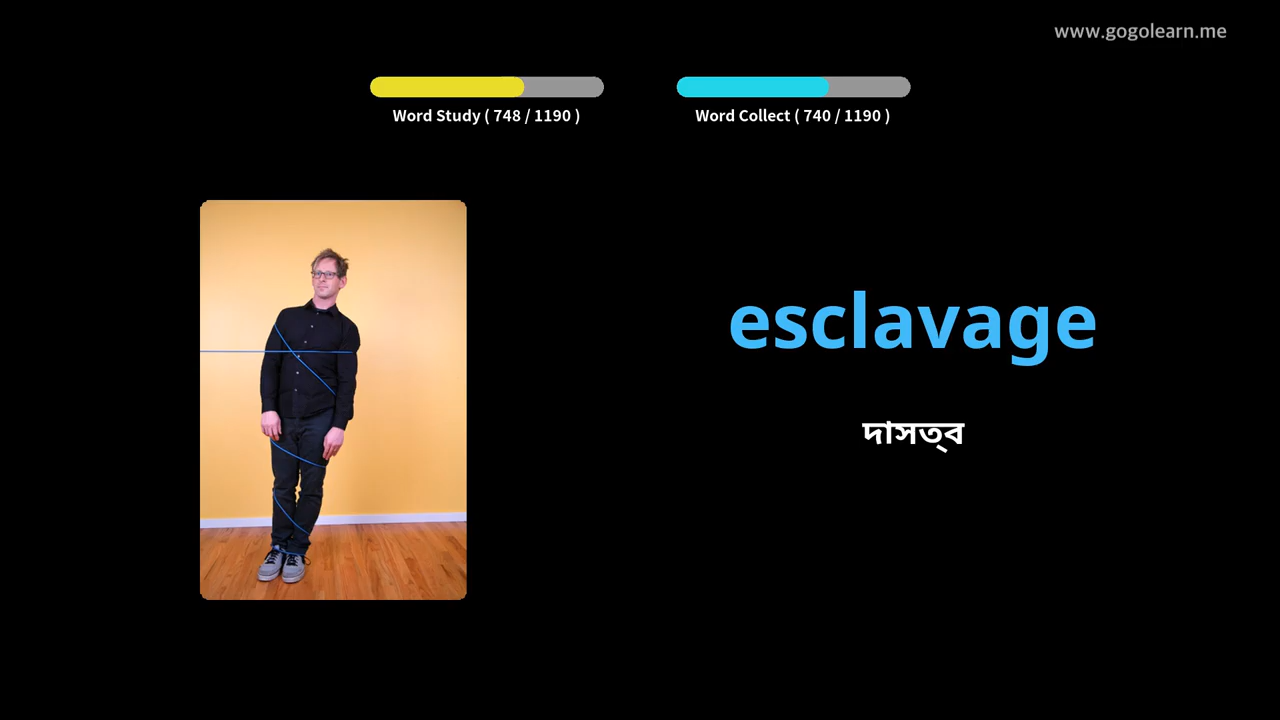 www.gogolearn.me
Word Study ( 748 / 1190 )
Word Collect ( 740 / 1190 )
esclavage
দাসত্ব